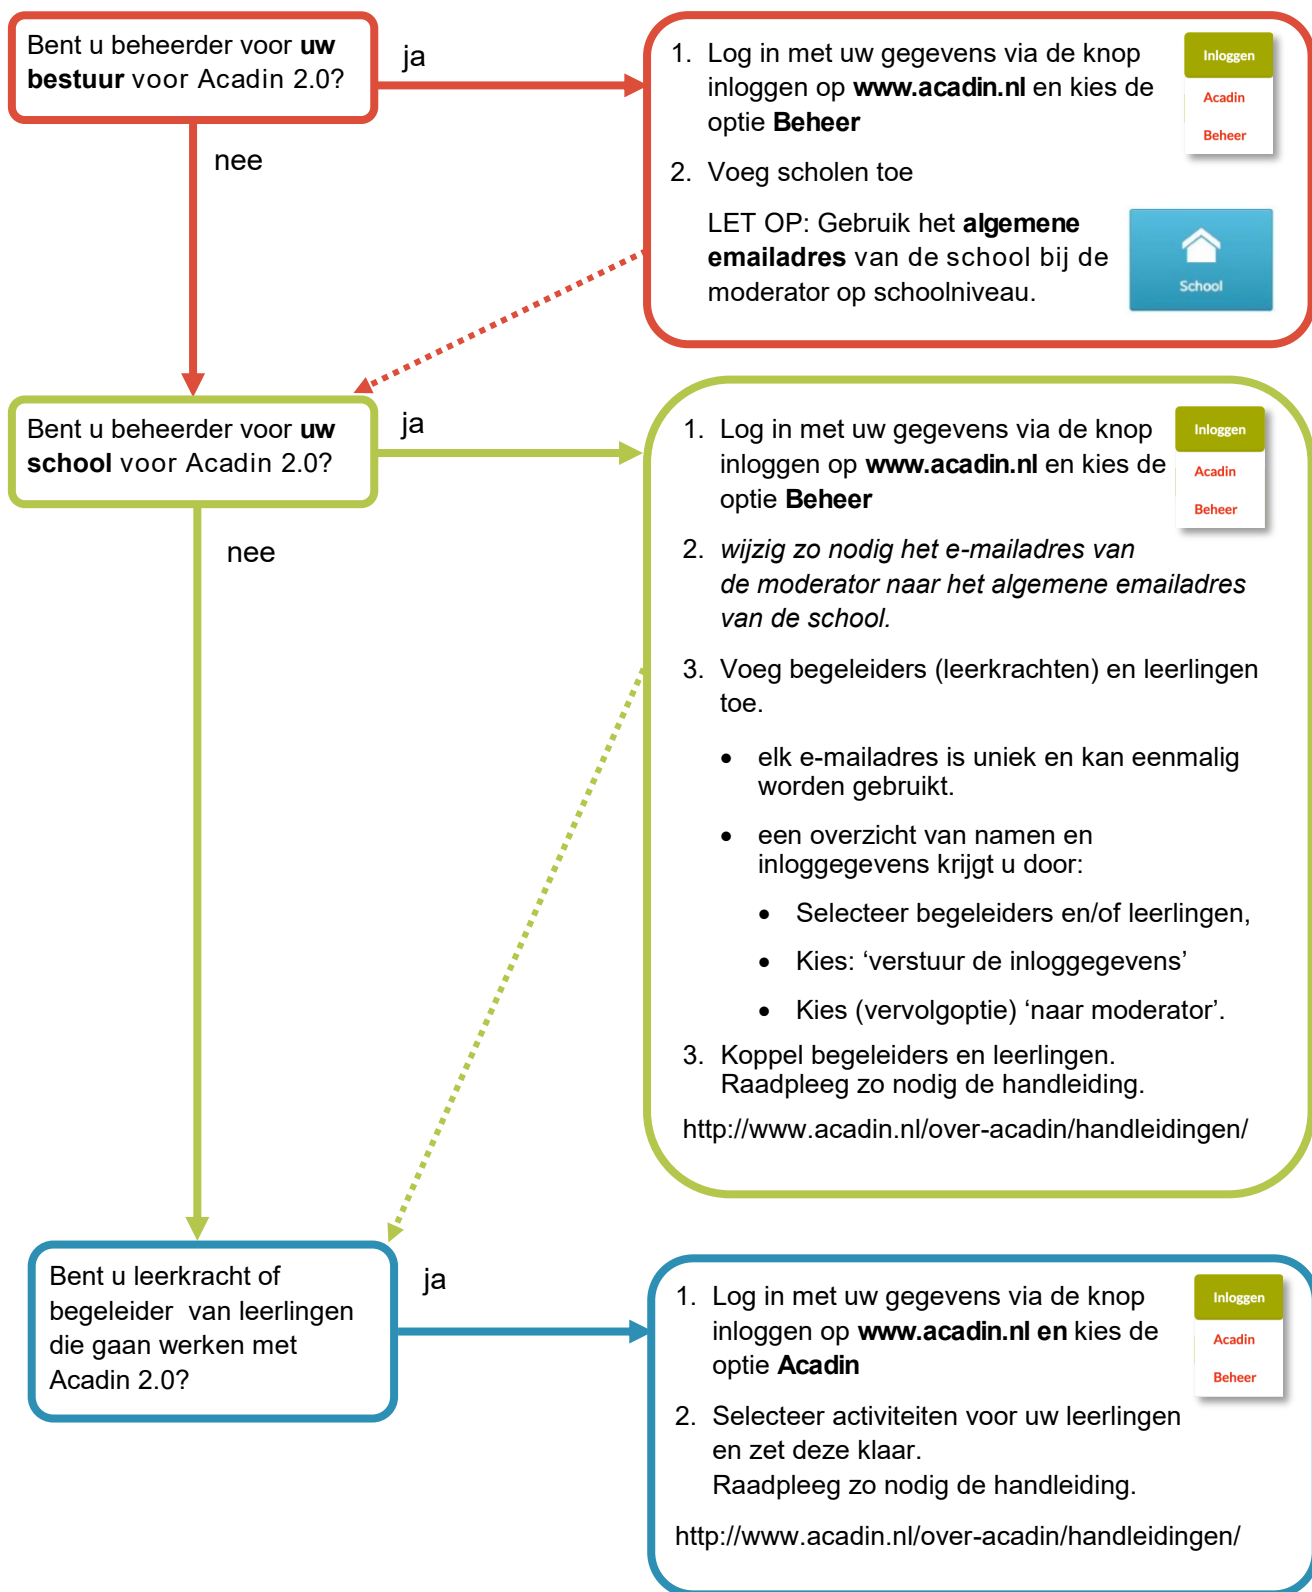 Bent u beheerder voor uw
bestuur voor Acadin 2.0?
ja
nee
1. Log in met uw gegevens via de knop
inloggen op www.acadin.nl en kies de
optie Beheer
Inloggen
Acadin
Beheer
2. Voeg scholen toe
LET OP: Gebruik het algemene
emailadres van de school bij de
moderator op schoolniveau.
School
Bent u beheerder voor uw
school voor Acadin 2.0?
ja
nee
1. Log in met uw gegevens via de knop
inloggen op www.acadin.nl en kies de
optie Beheer
Inloggen
Acadin
Beheer
2. wijzig zo nodig het e-mailadres van
de moderator naar het algemene emailadres
van de school.
3. Voeg begeleiders (leerkrachten) en leerlingen
toe.
• elk e-mailadres is uniek en kan eenmalig
worden gebruikt.
• een overzicht van namen en
inloggegevens krijgt u door:
• Selecteer begeleiders en/of leerlingen,
• Kies: ‘verstuur de inloggegevens’
• Kies (vervolgoptie) ‘naar moderator’.
3. Koppel begeleiders en leerlingen.
Raadpleeg zo nodig de handleiding.
http://www.acadin.nl/over-acadin/handleidingen/
Bent u leerkracht of
begeleider van leerlingen
die gaan werken met
Acadin 2.0?
ja
1. Log in met uw gegevens via de knop
inloggen op www.acadin.nl en kies de
optie Acadin
Inloggen
Acadin
Beheer
2. Selecteer activiteiten voor uw leerlingen
en zet deze klaar.
Raadpleeg zo nodig de handleiding.
http://www.acadin.nl/over-acadin/handleidingen/